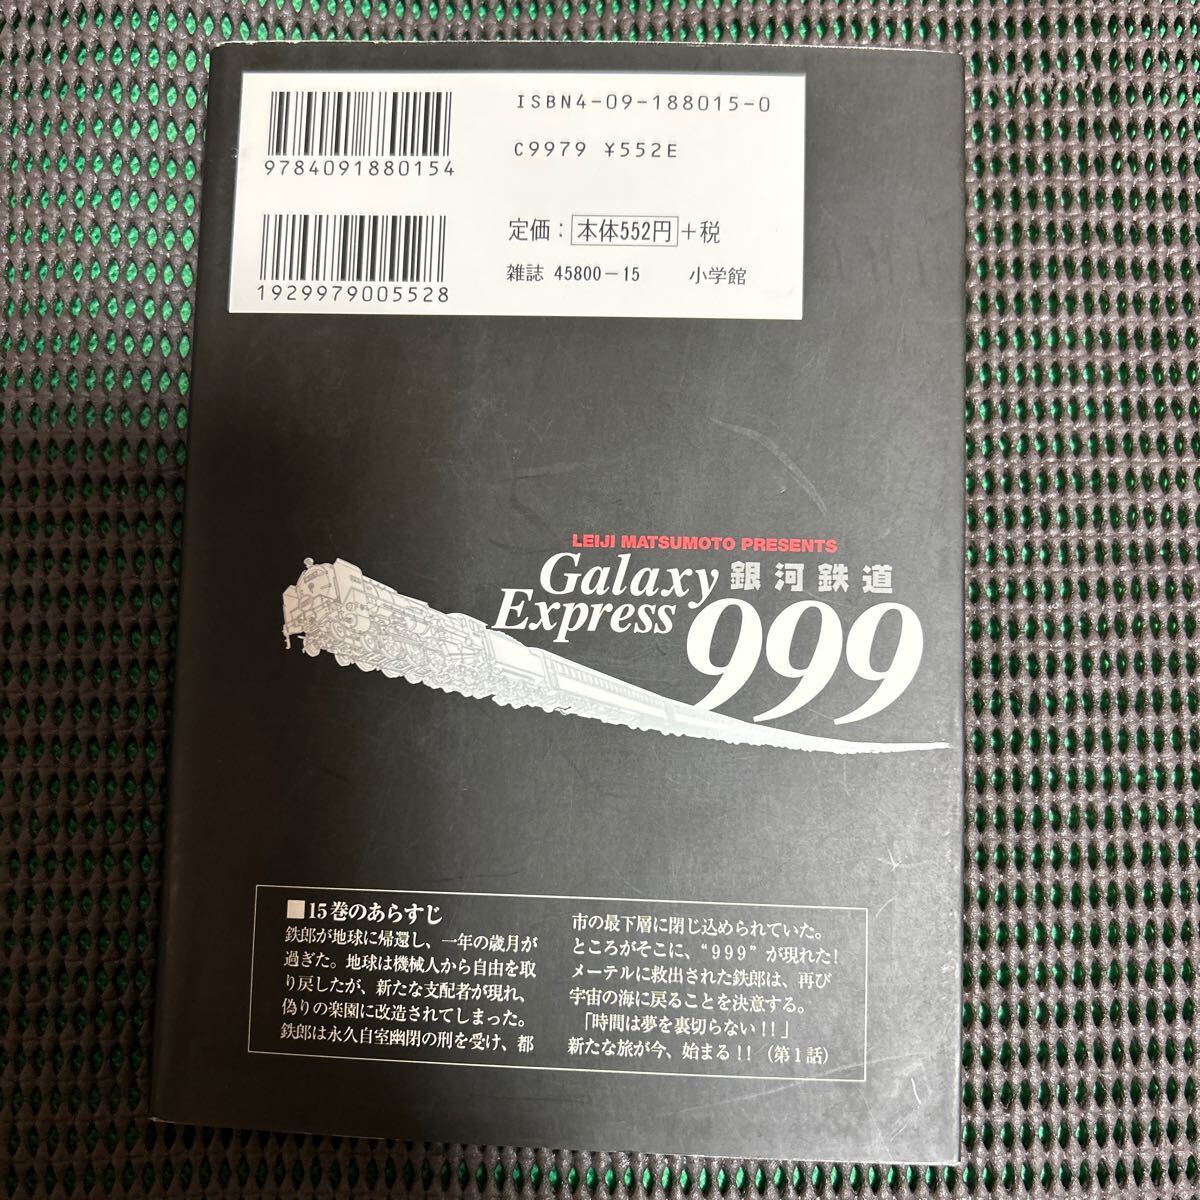 ISBN4-09-188015-0
C9979 ¥552E
9784091880154
定価：本体552円+税
雑誌 45800-15 小学館
1929979005528
LEIJI MATSUMOTO PRESENTS
Galaxy 銀河鉄道
Express 999
■15巻のあらすじ
鉄郎が地球に帰還し、一年の歳月が
過ぎた。地球は機械人から自由を取
り戻したが、新たな支配者が現れ、
偽りの楽園に改造されてしまった。
鉄郎は永久自室幽閉の刑を受け、都
市の最下層に閉じ込められていた。
ところがそこに、“999”が現れた!
メーテルに救出された鉄郎は、再び
宇宙の海に戻ることを決意する。
「時間は夢を裏切らない!!」
新たな旅が今、始まる!!（第1話）